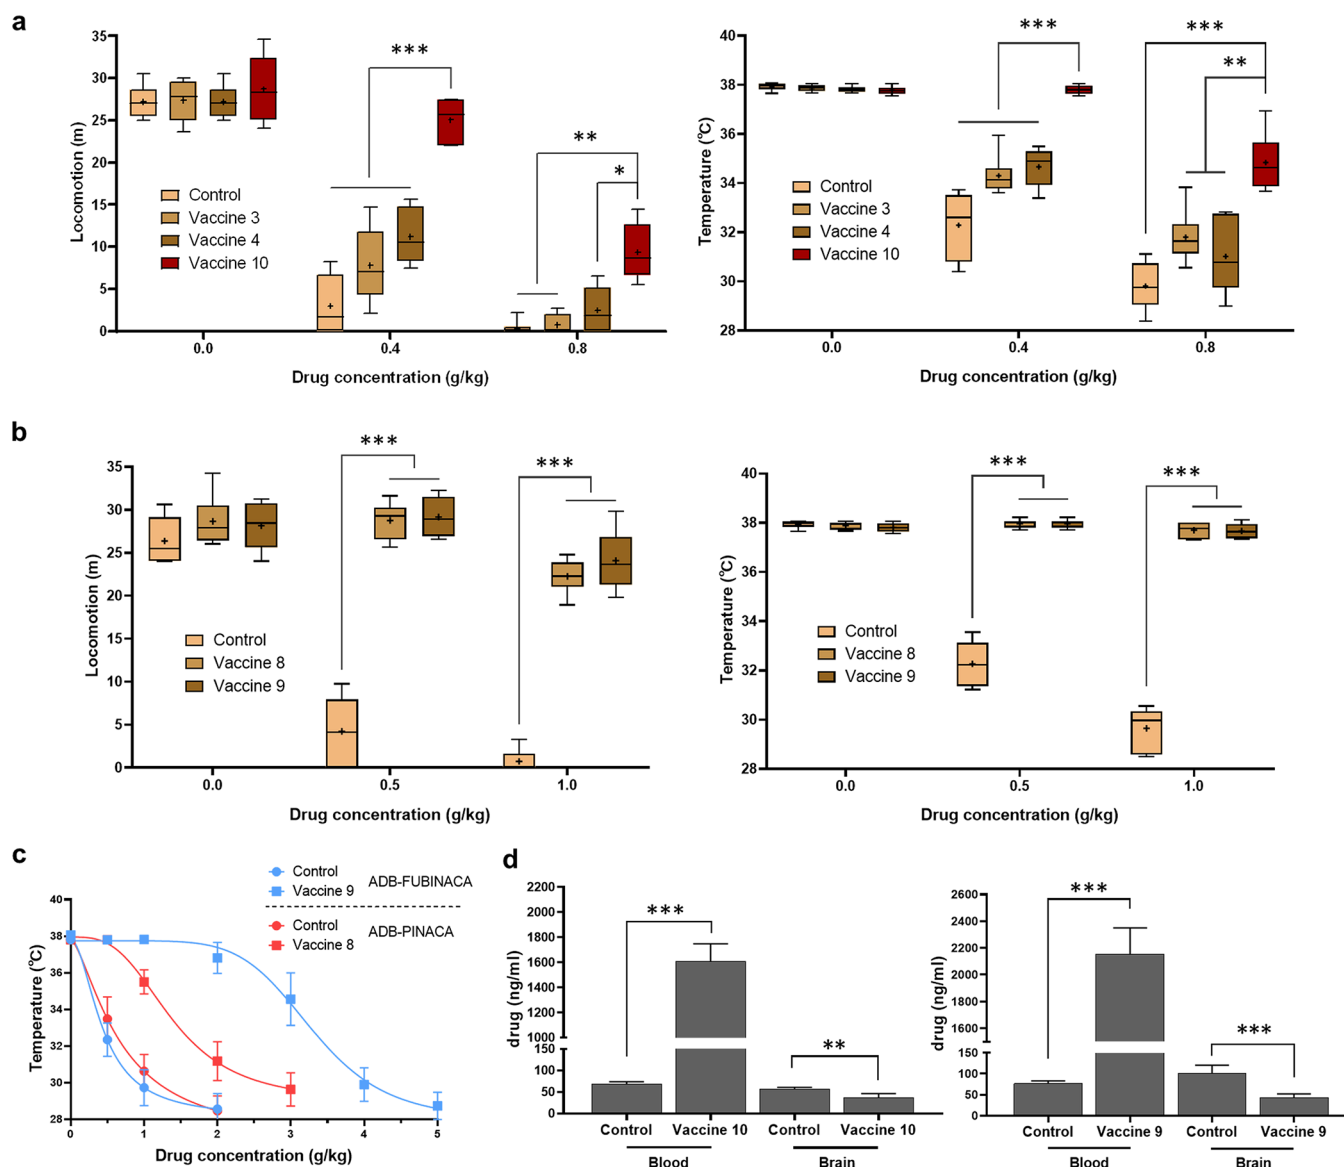 a
35
30
25
20
15
10
5
0
Locomotion (m)
Control
Vaccine 3
Vaccine 4
Vaccine 10
***
**
*
0.0 0.4 0.8
Drug concentration (g/kg)
40
38
36
34
32
30
28
Temperature (°C)
Control
Vaccine 3
Vaccine 4
Vaccine 10
***
***
**
0.0 0.4 0.8
Drug concentration (g/kg)
b
35
30
25
20
15
10
5
0
Locomotion (m)
Control
Vaccine 8
Vaccine 9
***
***
0.0 0.5 1.0
Drug concentration (g/kg)
40
38
36
34
32
30
28
Temperature (°C)
Control
Vaccine 8
Vaccine 9
***
***
0.0 0.5 1.0
Drug concentration (g/kg)
c
Control
Vaccine 9
ADB-FUBINACA
Control
Vaccine 8
ADB-PINACA
40
38
36
34
32
30
28
Temperature (°C)
0 1 2 3 4 5
Drug concentration (g/kg)
d
2200
2000
1800
1600
1400
1200
1000
150
100
50
0
drug (ng/ml)
***
**
Control Vaccine 10 Control Vaccine 10
Blood Brain
2600
2400
2200
2000
1800
1600
150
100
50
0
drug (ng/ml)
***
***
Control Vaccine 9 Control Vaccine 9
Blood Brain